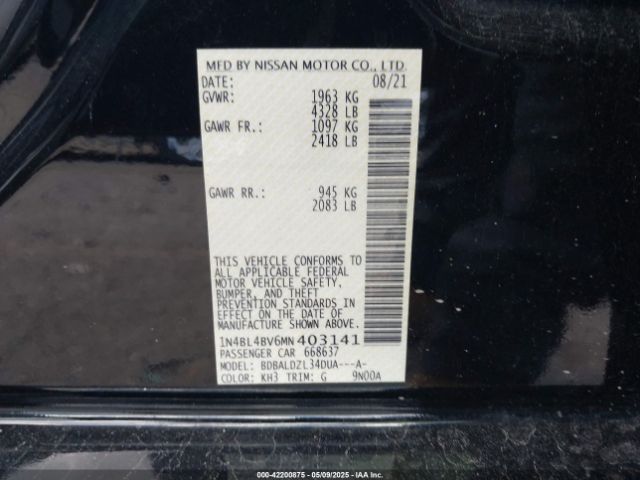 MFD BY NISSAN MOTOR CO., LTD.
DATE: 08/21
GVWR: 1963 KG
4328 LB
GAWR FR.: 1097 KG
2418 LB
GAWR RR.: 945 KG
2083 LB
THIS VEHICLE CONFORMS TO
ALL APPLICABLE FEDERAL
MOTOR VEHICLE SAFETY,
BUMPER, AND THEFT
PREVENTION STANDARDS IN
EFFECT ON THE DATE OF
MANUFACTURE SHOWN ABOVE.
1N4BL4BV6MN403141
PASSENGER CAR 668637
MODEL: BDBALDZL34DUA---A-
COLOR: KH3 TRIM: G 9N00A
000-42200875 - 05/09/2025 - IAA Inc.